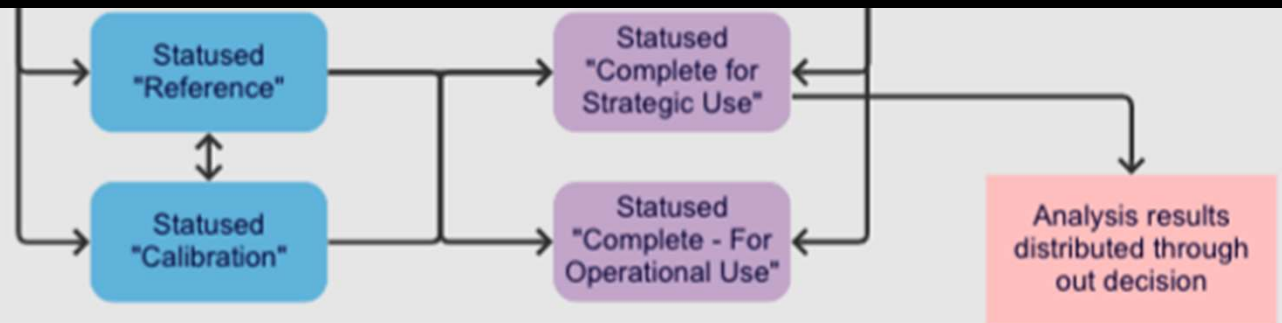 Statused
"Reference"
Statused
"Complete for
Strategic Use"
Statused
"Calibration"
Statused
"Complete - For
Operational Use"
Analysis results
distributed through
out decision